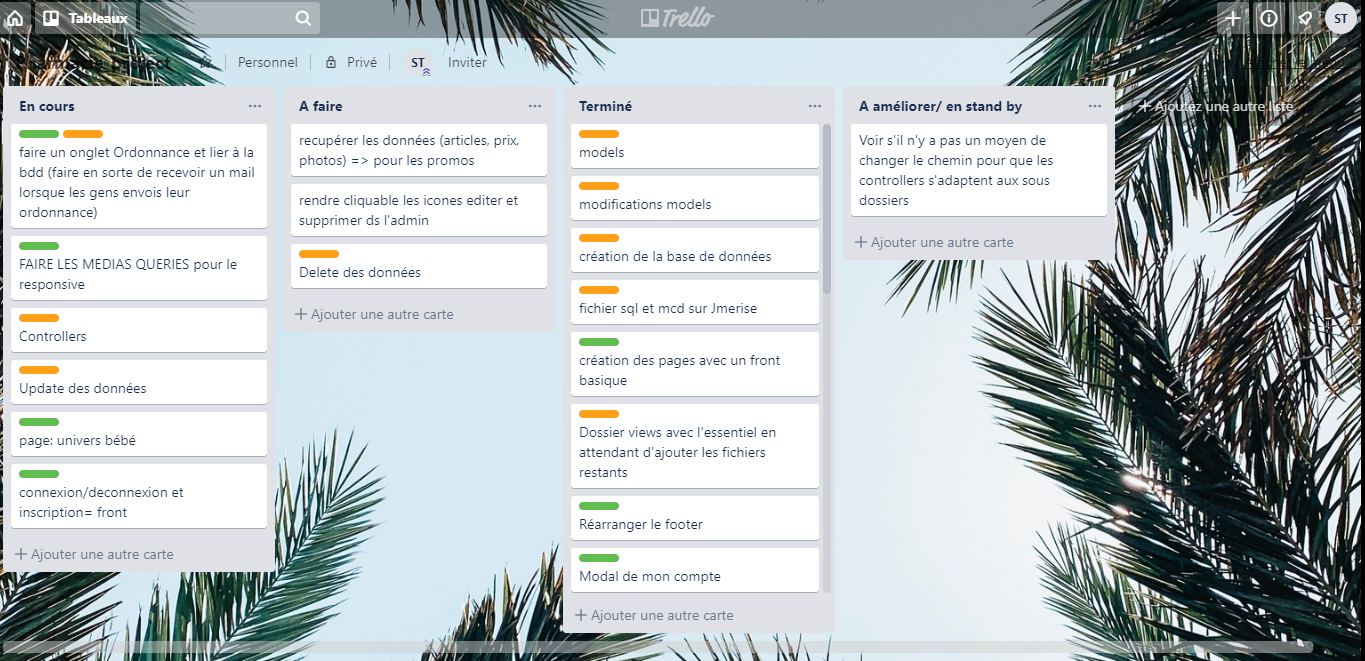 Tableaux
Trello
ST
Personnel
Privé
ST
Inviter
En cours
faire un onglet Ordonnance et lier à la
bdd (faire en sorte de recevoir un mail
lorsque les gens envois leur
ordonnance)
FAIRE LES MEDIAS QUERIES pour le
responsive
Controllers
Update des données
page: univers bébé
connexion/deconnexion et
inscription= front
Ajouter une autre carte
A faire
recupérer les données (articles, prix,
photos) => pour les promos
rendre cliquable les icones editer et
supprimer ds l'admin
Delete des données
Ajouter une autre carte
Terminé
models
modifications models
création de la base de données
fichier sql et mcd sur Jmerise
création des pages avec un front
basique
Dossier views avec l'essentiel en
attendant d'ajouter les fichiers
restants
Réarranger le footer
Modal de mon compte
Ajouter une autre carte
A améliorer/ en stand by
Voir s'il n'y a pas un moyen de
changer le chemin pour que les
controllers s'adaptent aux sous
dossiers
Ajouter une autre carte
Ajoutez une autre liste